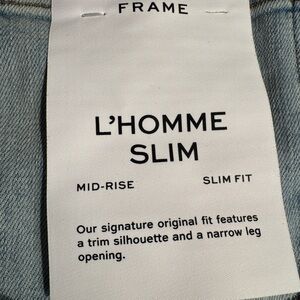 FRAME
L'HOMME
SLIM
MID-RISE SLIM FIT
Our signature original fit features
a trim silhouette and a narrow leg
opening.